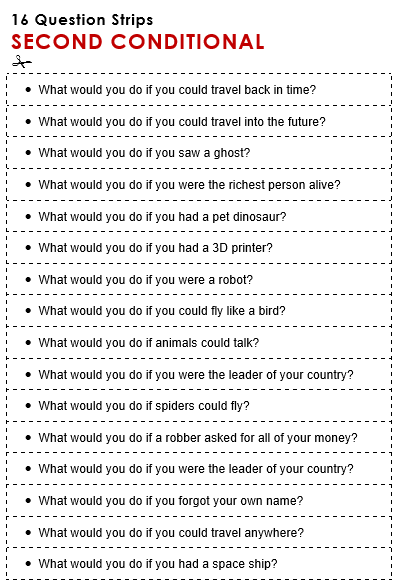 16 Question Strips
SECOND CONDITIONAL
• What would you do if you could travel back in time?
• What would you do if you could travel into the future?
• What would you do if you saw a ghost?
• What would you do if you were the richest person alive?
• What would you do if you had a pet dinosaur?
• What would you do if you had a 3D printer?
• What would you do if you were a robot?
• What would you do if you could fly like a bird?
• What would you do if animals could talk?
• What would you do if you were the leader of your country?
• What would you do if spiders could fly?
• What would you do if a robber asked for all of your money?
• What would you do if you were the leader of your country?
• What would you do if you forgot your own name?
• What would you do if you could travel anywhere?
• What would you do if you had a space ship?